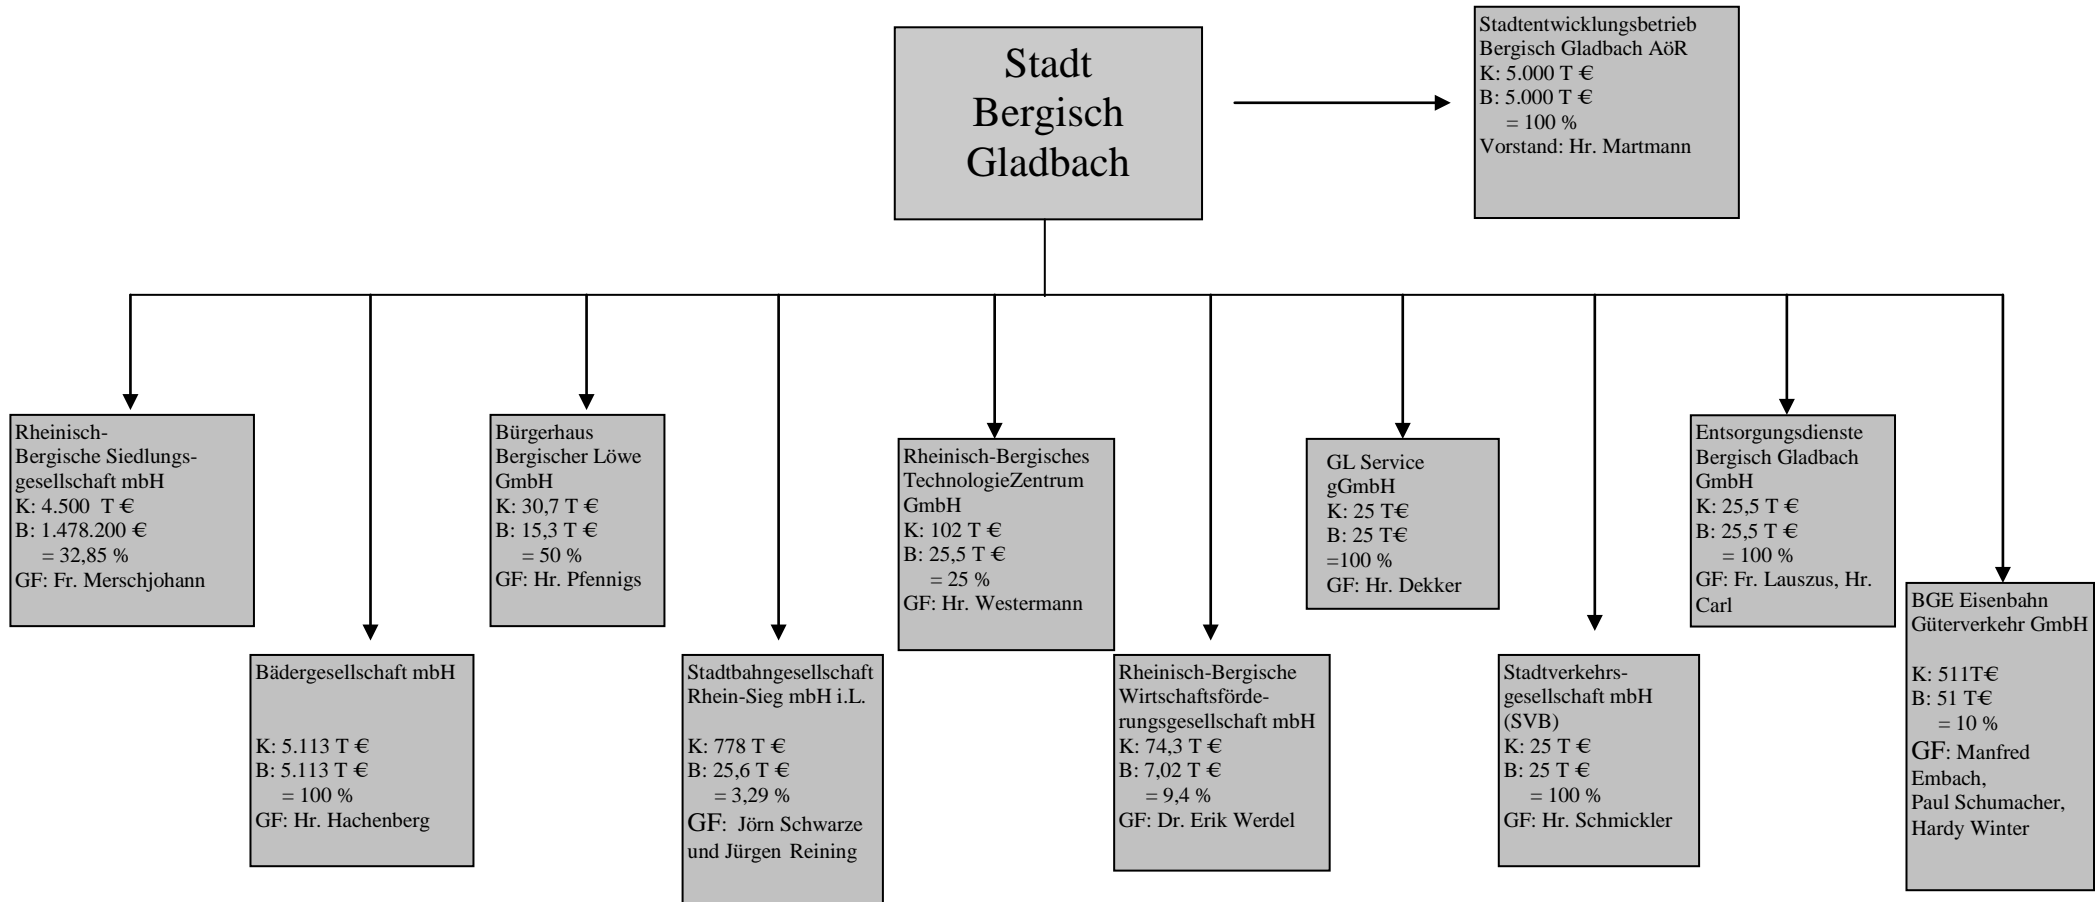 Stadt
Bergisch
Gladbach
Stadtentwicklungsbetrieb
Bergisch Gladbach AöR
K: 5.000 T €
B: 5.000 T €
= 100 %
Vorstand: Hr. Martmann
Rheinisch-
Bergische Siedlungs-
gesellschaft mbH
K: 4.500 T €
B: 1.478.200 €
= 32,85 %
GF: Fr. Merschjohann
Bädergesellschaft mbH
K: 5.113 T €
B: 5.113 T €
= 100 %
GF: Hr. Hachenberg
Bürgerhaus
Bergischer Löwe
GmbH
K: 30,7 T €
B: 15,3 T €
= 50 %
GF: Hr. Pfennigs
Stadtbahngesellschaft
Rhein-Sieg mbH i.L.
K: 778 T €
B: 25,6 T €
= 3,29 %
GF: Jörn Schwarze
und Jürgen Reining
Rheinisch-Bergisches
TechnologieZentrum
GmbH
K: 102 T €
B: 25,5 T €
= 25 %
GF: Hr. Westermann
Rheinisch-Bergische
Wirtschaftsförde-
rungsgesellschaft mbH
K: 74,3 T €
B: 7,02 T €
= 9,4 %
GF: Dr. Erik Werdel
GL Service
gGmbH
K: 25 T€
B: 25 T€
=100 %
GF: Hr. Dekker
Stadtverkehrs-
gesellschaft mbH
(SVB)
K: 25 T €
B: 25 T €
= 100 %
GF: Hr. Schmickler
Entsorgungsdienste
Bergisch Gladbach
GmbH
K: 25,5 T €
B: 25,5 T €
= 100 %
GF: Fr. Lauszus, Hr.
Carl
BGE Eisenbahn
Güterverkehr GmbH
K: 511T€
B: 51 T€
= 10 %
GF: Manfred
Embach,
Paul Schumacher,
Hardy Winter